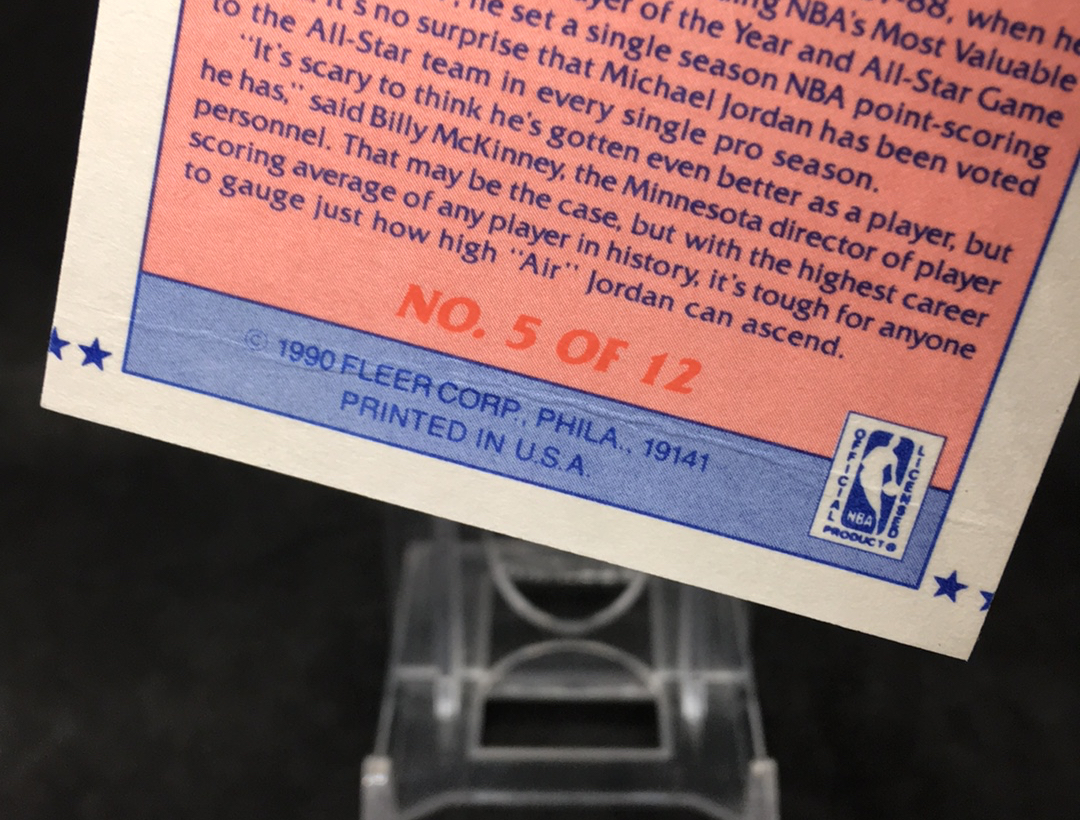 -88, when he
NBA's Most Valuable
yer of the Year and All-Star Game
he set a single season NBA point-scoring
it's no surprise that Michael Jordan has been voted
to the All-Star team in every single pro season.
"It's scary to think he's gotten even better as a player, but
he has," said Billy McKinney, the Minnesota director of player
personnel. That may be the case, but with the highest career
scoring average of any player in history, it's tough for anyone
to gauge just how high "Air" Jordan can ascend.
NO. 5 OF 12
© 1990 FLEER CORP., PHILA., 19141
PRINTED IN U.S.A.
OFFICIAL
LICENSED
NBA
PRODUCT®